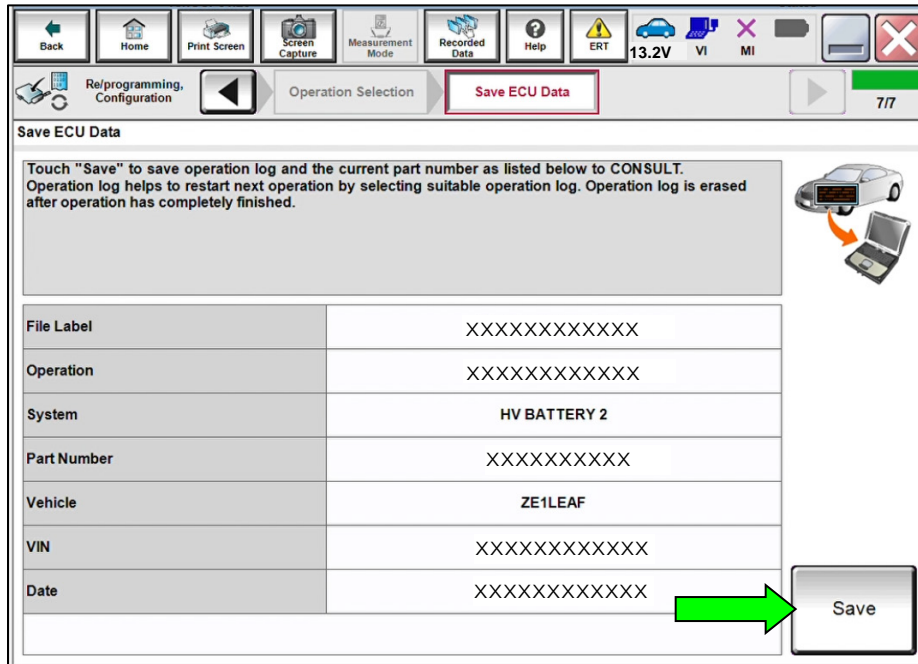 Back
Home
Print Screen
Screen Capture
Measurement Mode
Recorded Data
Help
ERT
13.2V
VI
MI
Re/programming, Configuration
Operation Selection
Save ECU Data
7/7
Save ECU Data
Touch "Save" to save operation log and the current part number as listed below to CONSULT.
Operation log helps to restart next operation by selecting suitable operation log. Operation log is erased
after operation has completely finished.
File Label XXXXXXXXXXXX
Operation XXXXXXXXXXXX
System HV BATTERY 2
Part Number XXXXXXXXXX
Vehicle ZE1LEAF
VIN XXXXXXXXXXXX
Date XXXXXXXXXXXX
Save